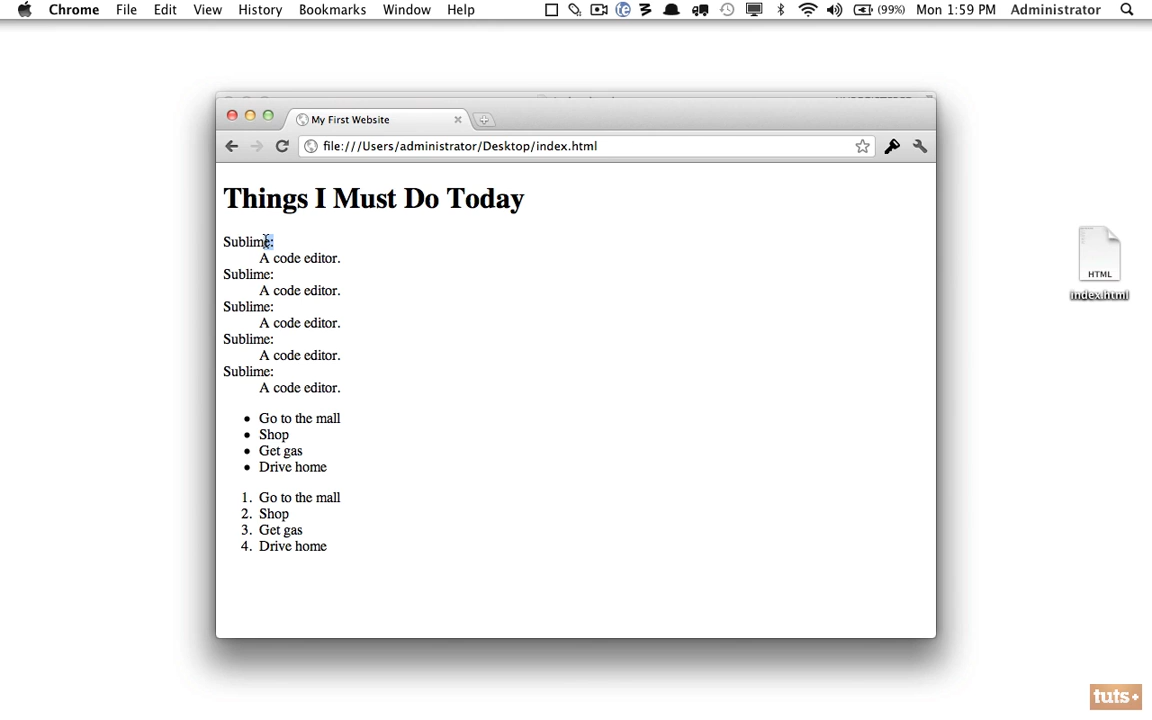 Chrome File Edit View History Bookmarks Window Help (99%) Mon 1:59 PM Administrator
My First Website
file:///Users/administrator/Desktop/index.html
Things I Must Do Today
Sublime:
A code editor.
Sublime:
A code editor.
Sublime:
A code editor.
Sublime:
A code editor.
Sublime:
A code editor.
• Go to the mall
• Shop
• Get gas
• Drive home
1. Go to the mall
2. Shop
3. Get gas
4. Drive home
HTML
index.html
tuts+